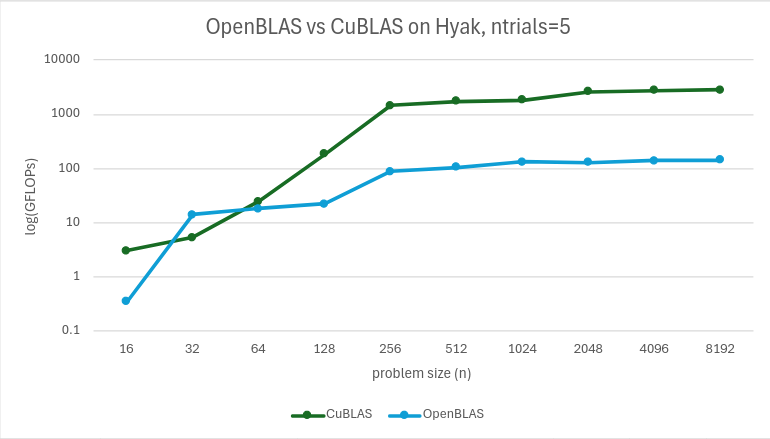 OpenBLAS vs CuBLAS on Hyak, ntrials=5
10000
1000
100
10
1
0.1
log(GFLOPs)
16 32 64 128 256 512 1024 2048 4096 8192
problem size (n)
CuBLAS OpenBLAS